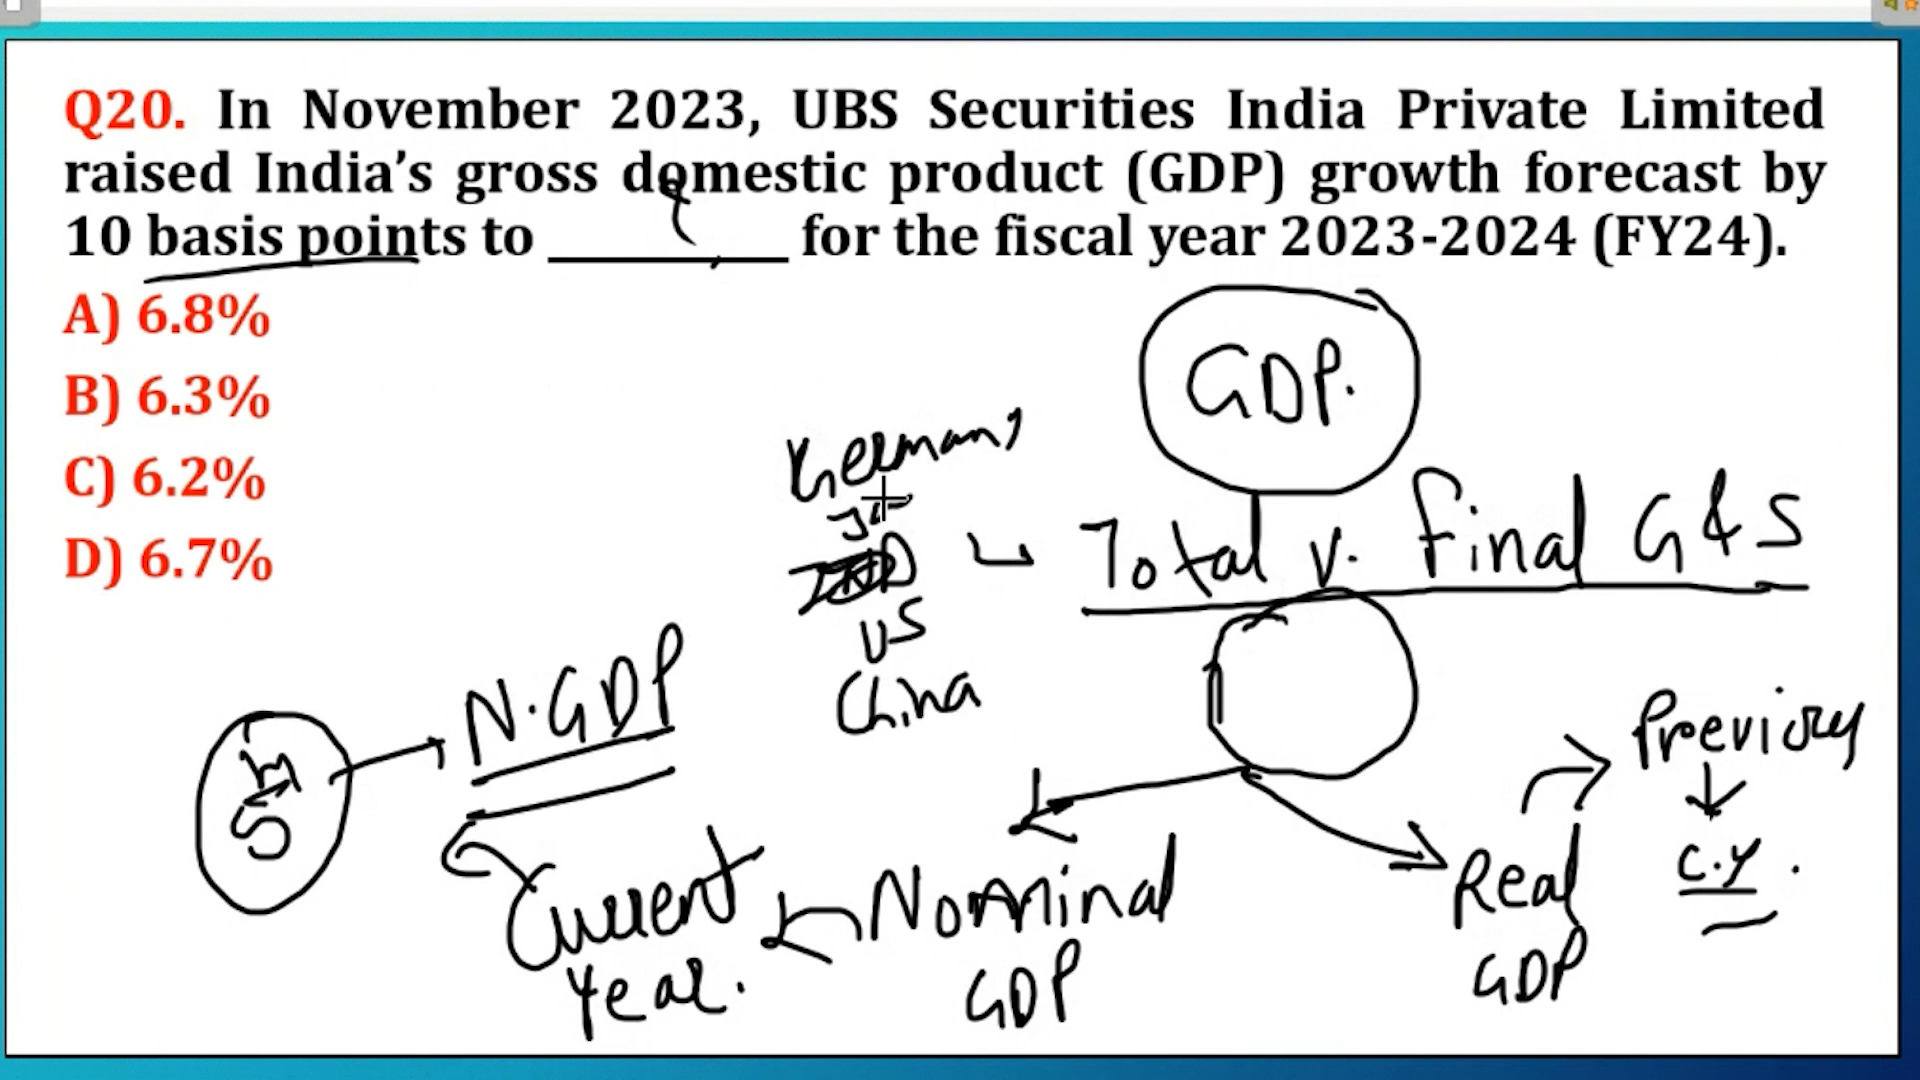 Q20. In November 2023, UBS Securities India Private Limited
raised India’s gross domestic product (GDP) growth forecast by
10 basis points to ________ for the fiscal year 2023-2024 (FY24).
A) 6.8%
B) 6.3%
C) 6.2%
D) 6.7%
GDP.
Germany
US
China
Total v. Final G & S
5
N.GDP
Current
Year.
Nominal
GDP
Real
GDP
Previous
C.Y.